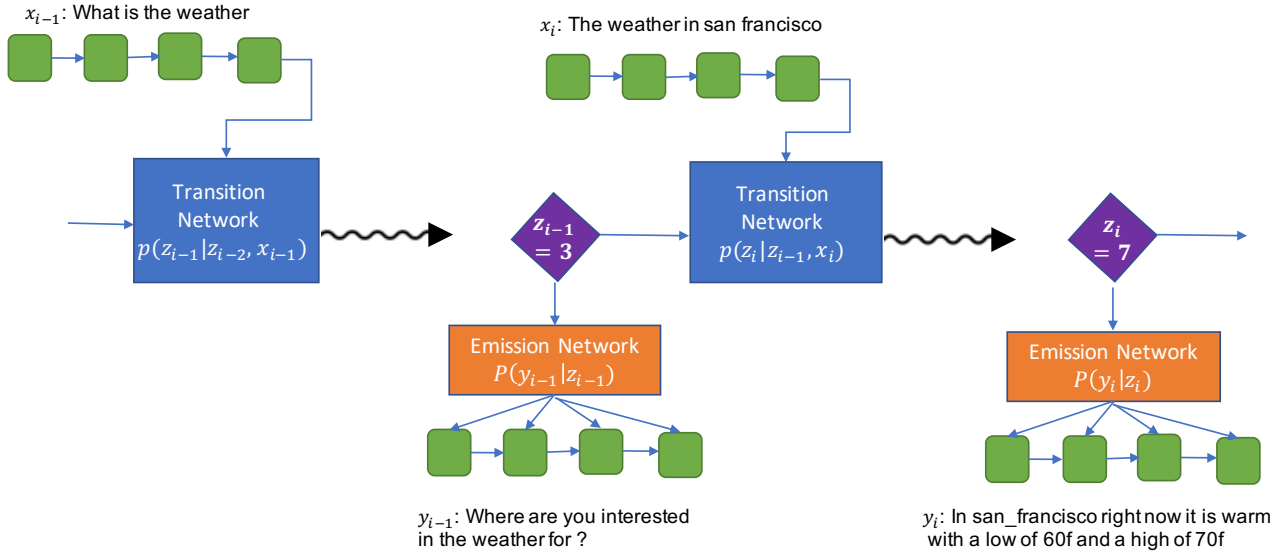 x_{i-1}: What is the weather
x_i: The weather in san francisco
Transition
Network
p(z_{i-1}|z_{i-2}, x_{i-1})
z_{i-1}
= 3
Transition
Network
p(z_i|z_{i-1}, x_i)
z_i
= 7
Emission Network
P(y_{i-1}|z_{i-1})
Emission Network
P(y_i|z_i)
y_{i-1}: Where are you interested
in the weather for ?
y_i: In san_francisco right now it is warm
with a low of 60f and a high of 70f